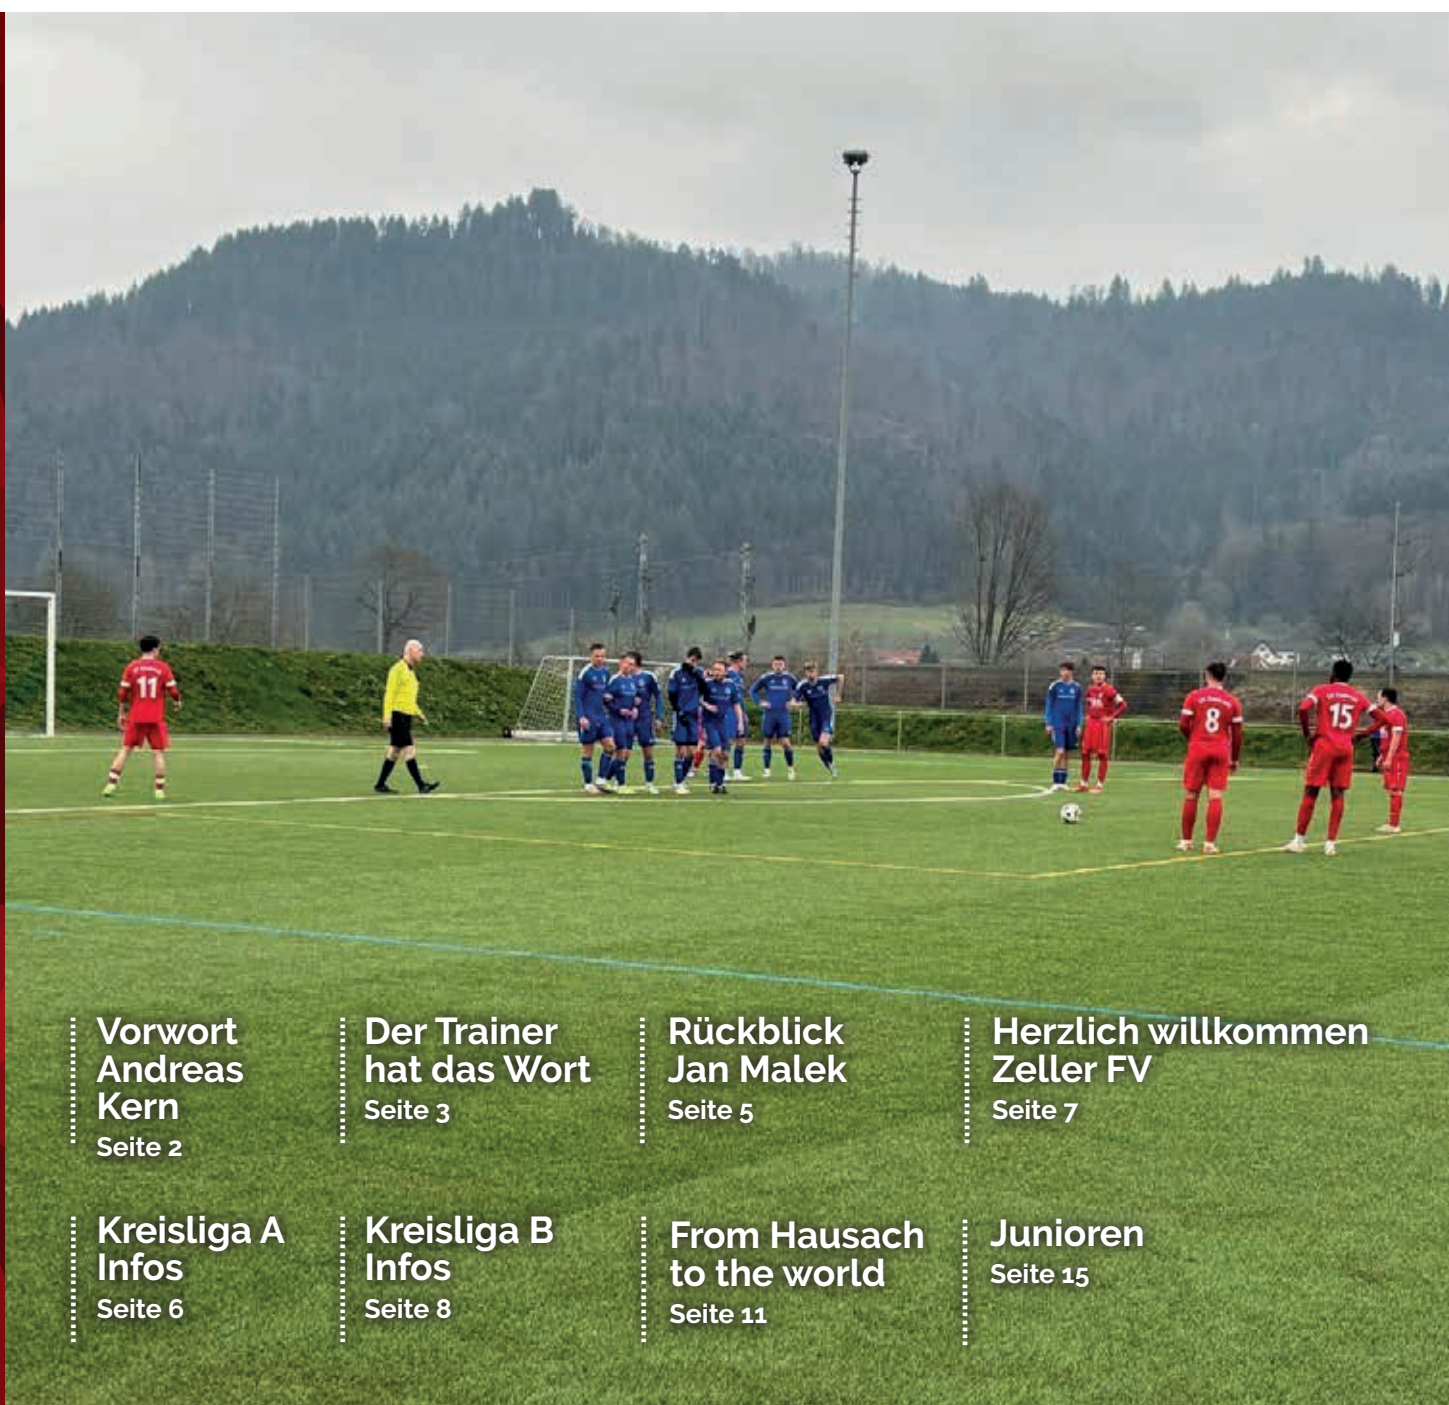 11
8
15
Vorwort
Andreas
Kern
Seite 2
Der Trainer
hat das Wort
Seite 3
Rückblick
Jan Malek
Seite 5
Herzlich willkommen
Zeller FV
Seite 7
Kreisliga A
Infos
Seite 6
Kreisliga B
Infos
Seite 8
From Hausach
to the world
Seite 11
Junioren
Seite 15